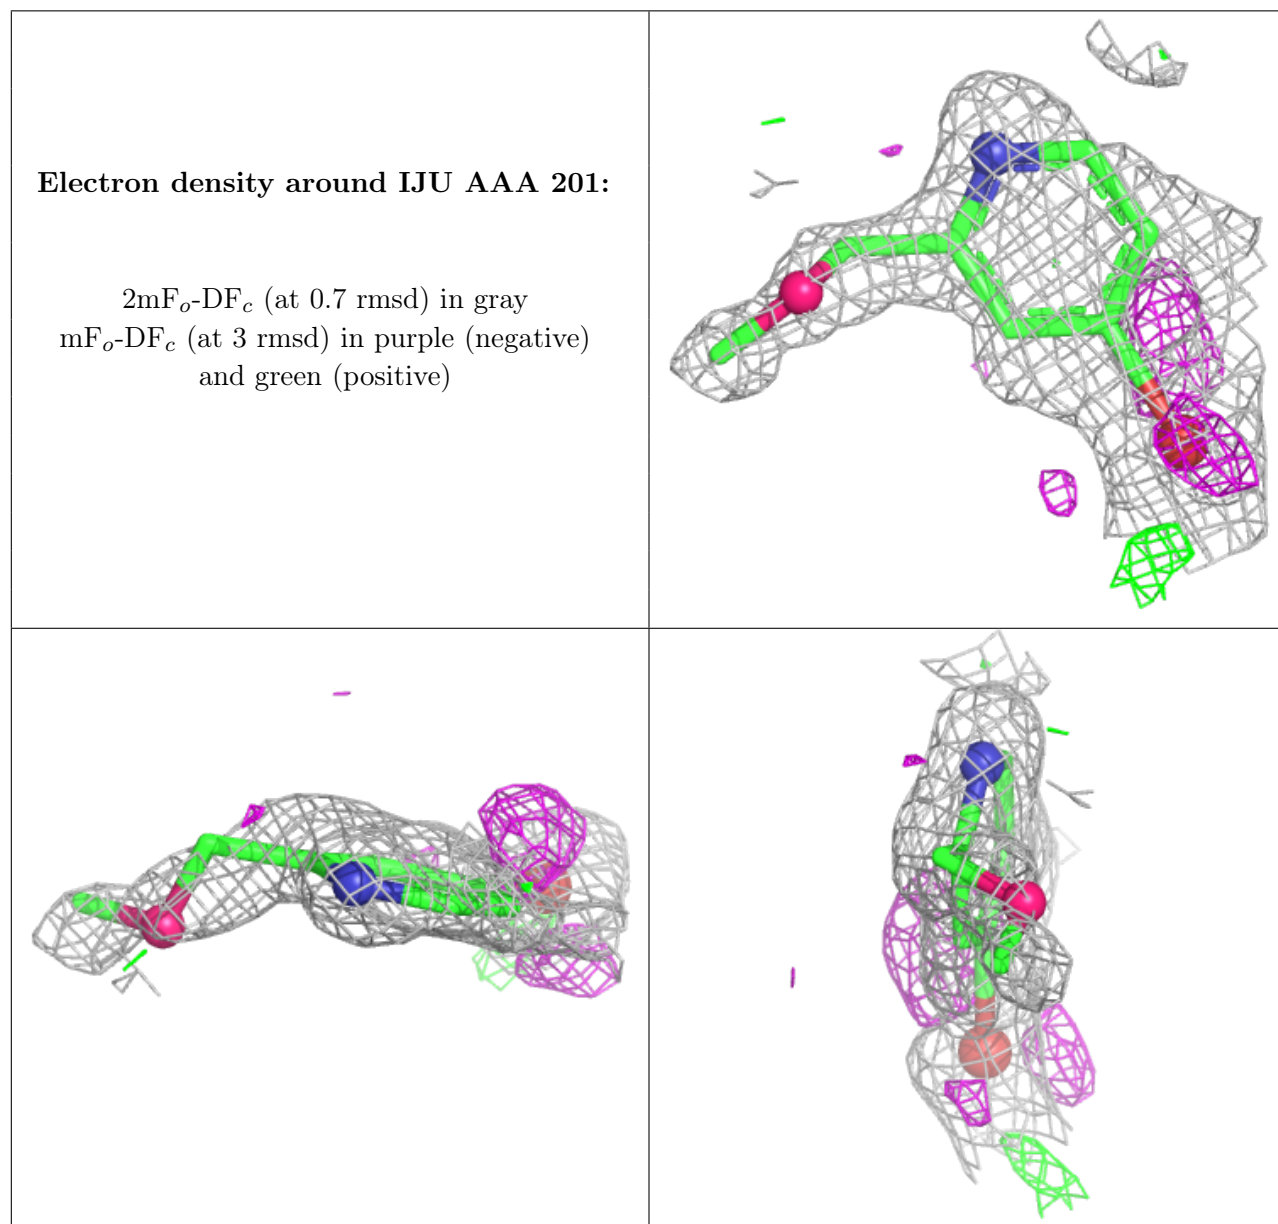 Electron density around IJU AAA 201:
2mFo-DFc (at 0.7 rmsd) in gray
mFo-DFc (at 3 rmsd) in purple (negative)
and green (positive)